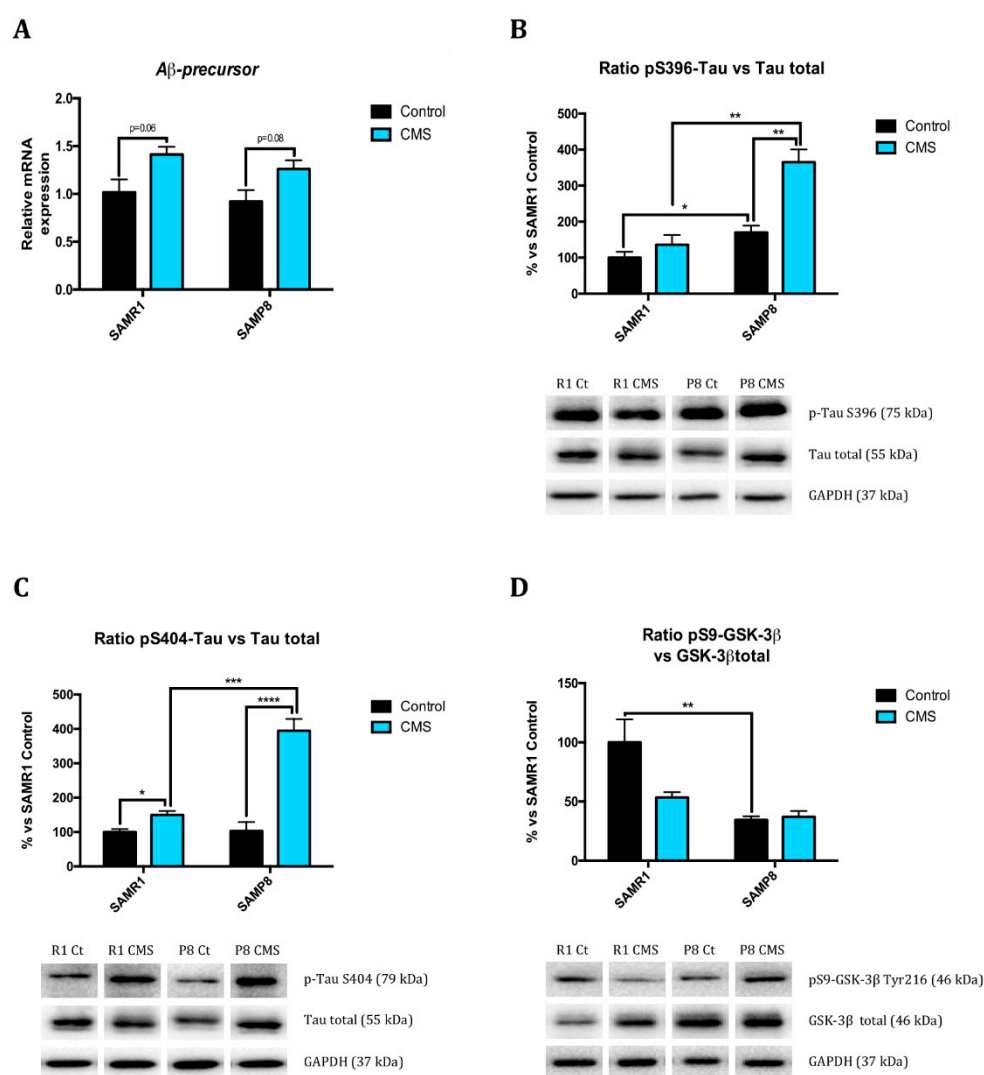 A
Aβ-precursor
Relative mRNA
expression
2.0
1.5
1.0
0.5
0.0
p=0.06
p=0.08
SAMR1
SAMP8
Control
CMS
B
Ratio pS396-Tau vs Tau total
% vs SAMR1 Control
500
400
300
200
100
0
**
**
*
SAMR1
SAMP8
Control
CMS
R1 Ct R1 CMS P8 Ct P8 CMS
p-Tau S396 (75 kDa)
Tau total (55 kDa)
GAPDH (37 kDa)
C
Ratio pS404-Tau vs Tau total
% vs SAMR1 Control
500
400
300
200
100
0
***
****
*
SAMR1
SAMP8
Control
CMS
R1 Ct R1 CMS P8 Ct P8 CMS
p-Tau S404 (79 kDa)
Tau total (55 kDa)
GAPDH (37 kDa)
D
Ratio pS9-GSK-3β
vs GSK-3βtotal
% vs SAMR1 Control
150
100
50
0
**
SAMR1
SAMP8
Control
CMS
R1 Ct R1 CMS P8 Ct P8 CMS
pS9-GSK-3β Tyr216 (46 kDa)
GSK-3β total (46 kDa)
GAPDH (37 kDa)